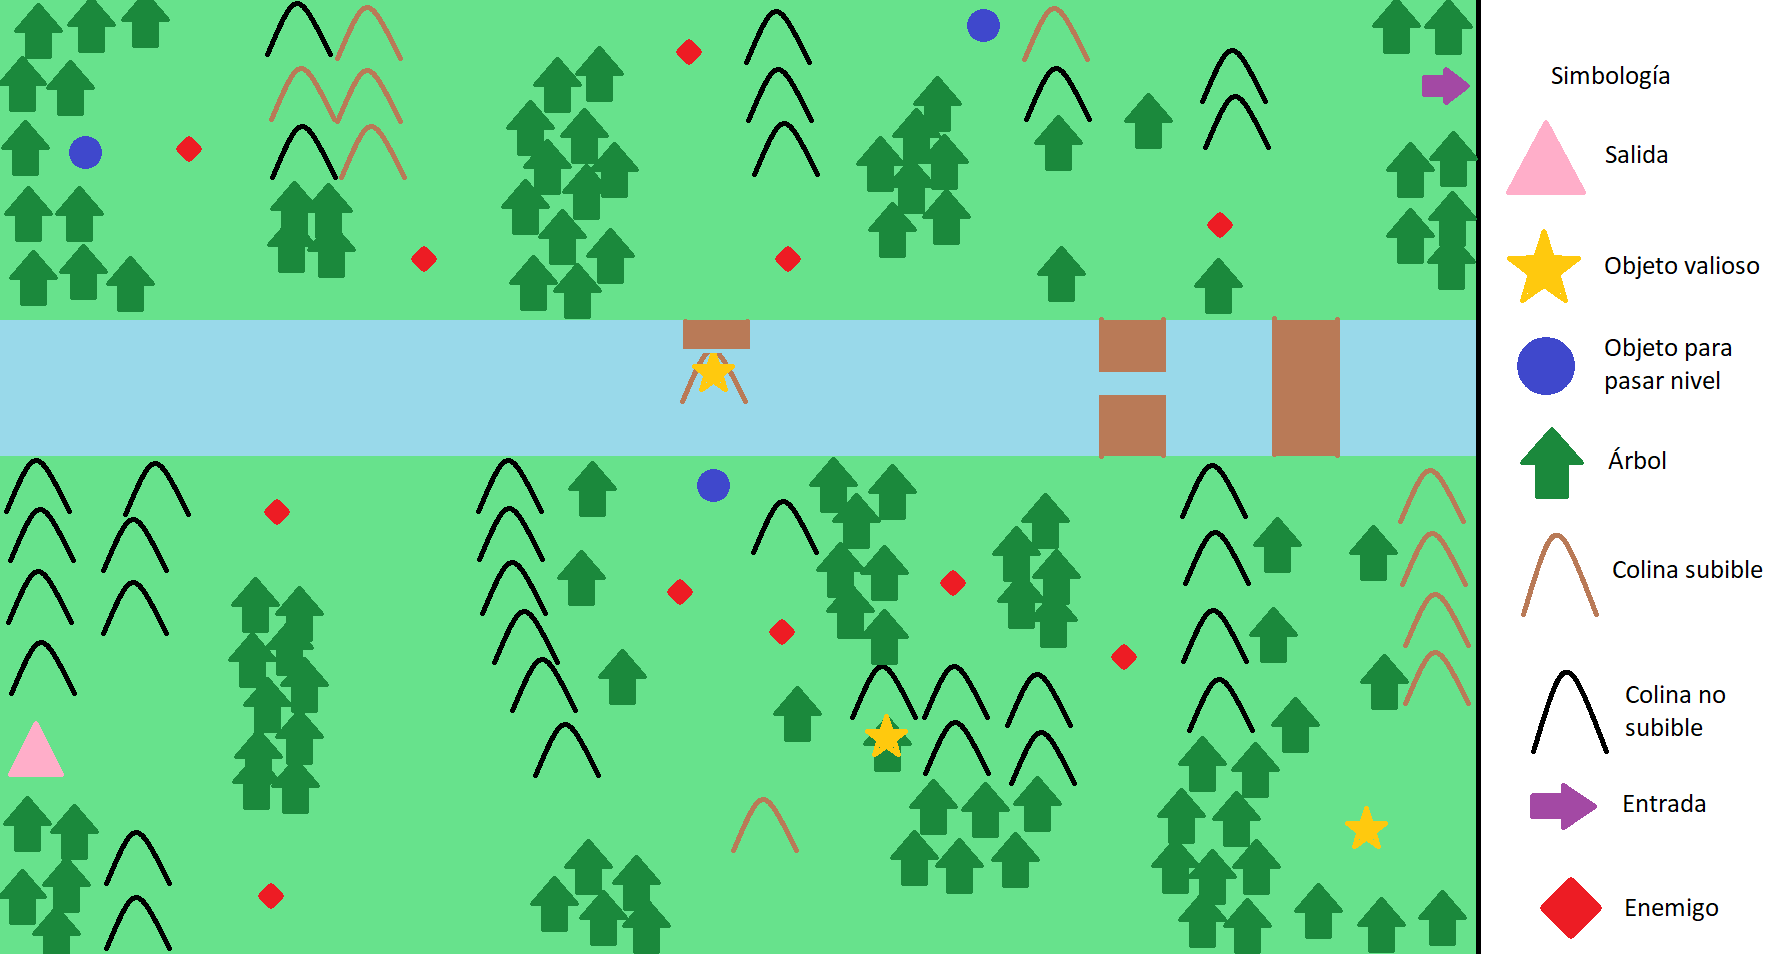 Simbología
Salida
Objeto valioso
Objeto para
pasar nivel
Árbol
Colina subible
Colina no
subible
Entrada
Enemigo